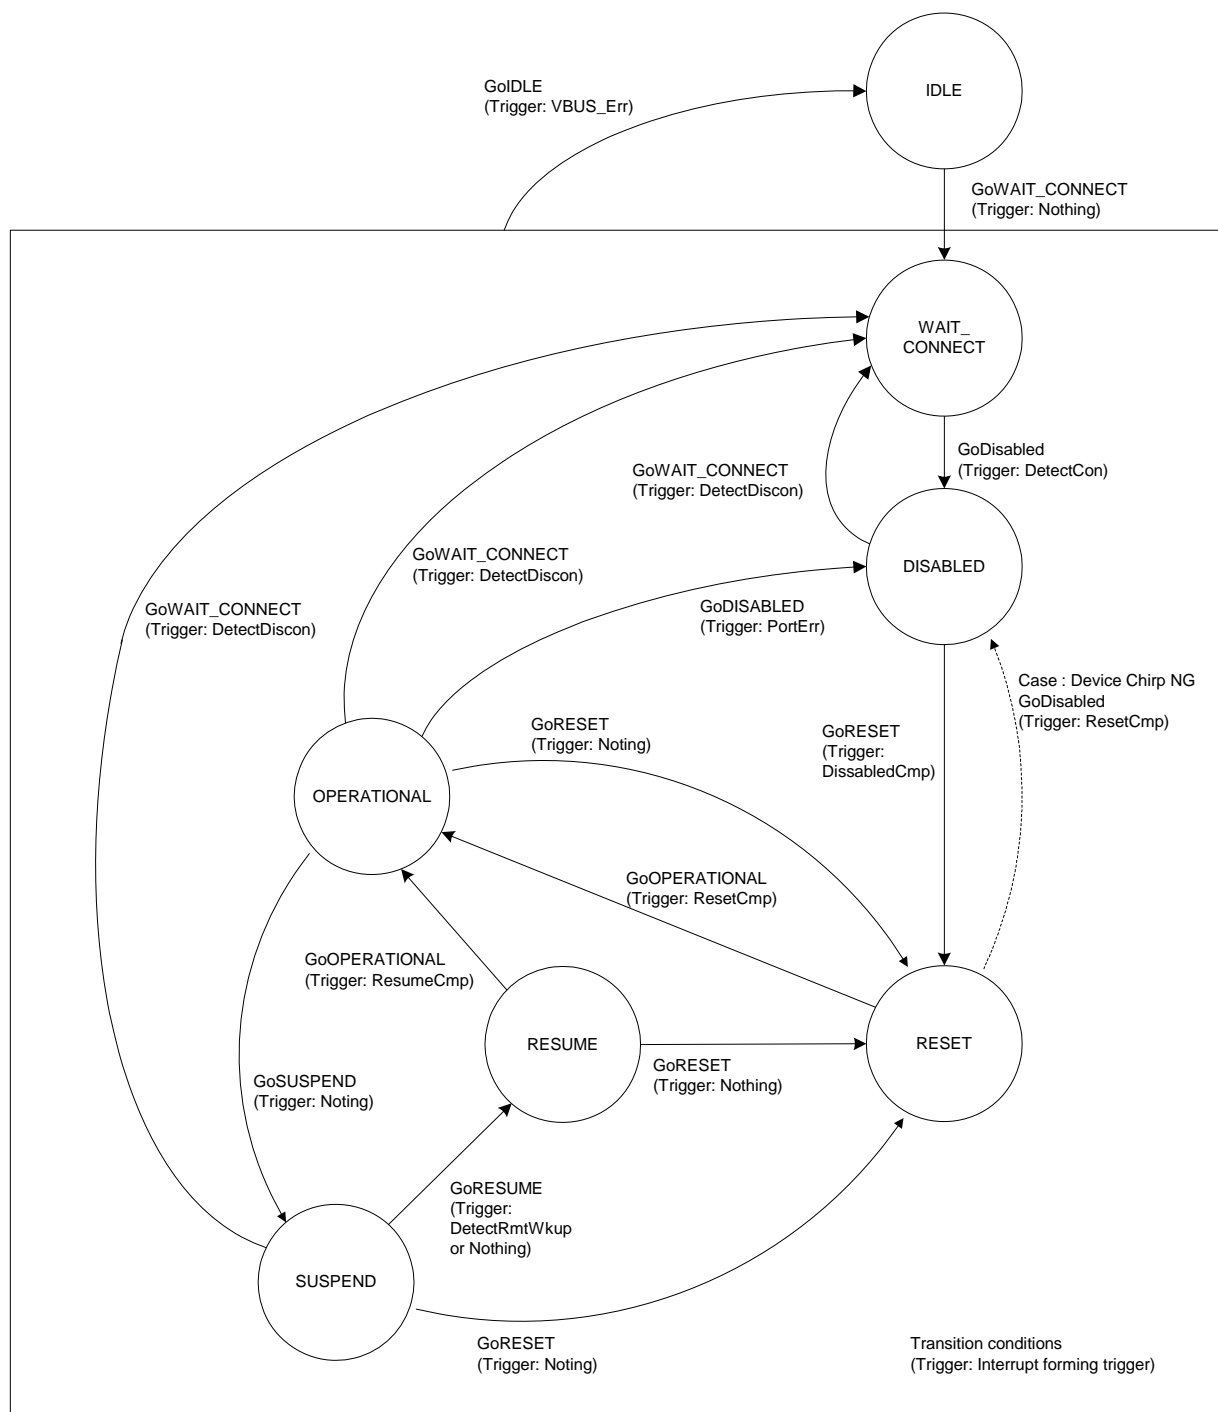 GoIDLE
(Trigger: VBUS_Err)
IDLE
GoWAIT_CONNECT
(Trigger: Nothing)
WAIT_
CONNECT
GoDisabled
(Trigger: DetectCon)
GoWAIT_CONNECT
(Trigger: DetectDiscon)
GoWAIT_CONNECT
(Trigger: DetectDiscon)
DISABLED
GoWAIT_CONNECT
(Trigger: DetectDiscon)
GoDISABLED
(Trigger: PortErr)
Case : Device Chirp NG
GoDisabled
(Trigger: ResetCmp)
GoRESET
(Trigger: Noting)
GoRESET
(Trigger:
DissabledCmp)
OPERATIONAL
GoOPERATIONAL
(Trigger: ResetCmp)
GoOPERATIONAL
(Trigger: ResumeCmp)
RESUME
RESET
GoRESET
(Trigger: Nothing)
GoSUSPEND
(Trigger: Noting)
GoRESUME
(Trigger:
DetectRmtWkup
or Nothing)
SUSPEND
GoRESET
(Trigger: Noting)
Transition conditions
(Trigger: Interrupt forming trigger)